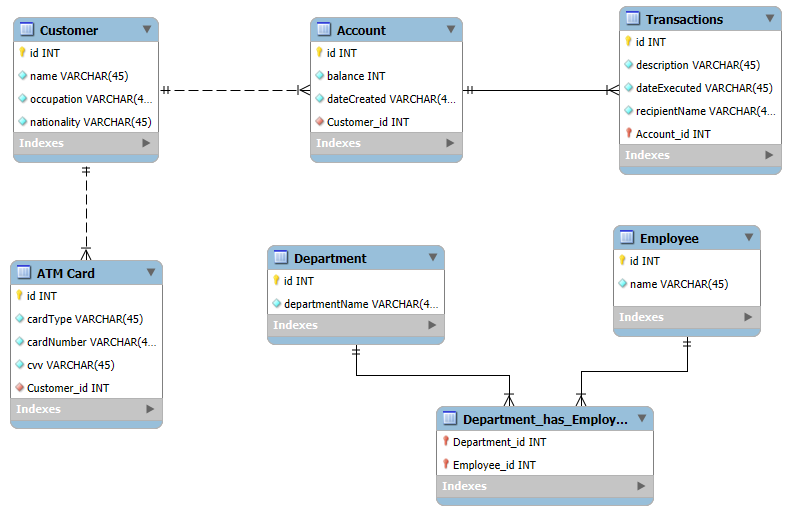 Customer
id INT
name VARCHAR(45)
occupation VARCHAR(4...
nationality VARCHAR(45)
Indexes
Account
id INT
balance INT
dateCreated VARCHAR(4...
Customer_id INT
Indexes
Transactions
id INT
description VARCHAR(45)
dateExecuted VARCHAR(45)
recipientName VARCHAR(4...
Account_id INT
Indexes
ATM Card
id INT
cardType VARCHAR(45)
cardNumber VARCHAR(4...
cvv VARCHAR(45)
Customer_id INT
Indexes
Department
id INT
departmentName VARCHAR(4...
Indexes
Employee
id INT
name VARCHAR(45)
Indexes
Department_has_Employ...
Department_id INT
Employee_id INT
Indexes